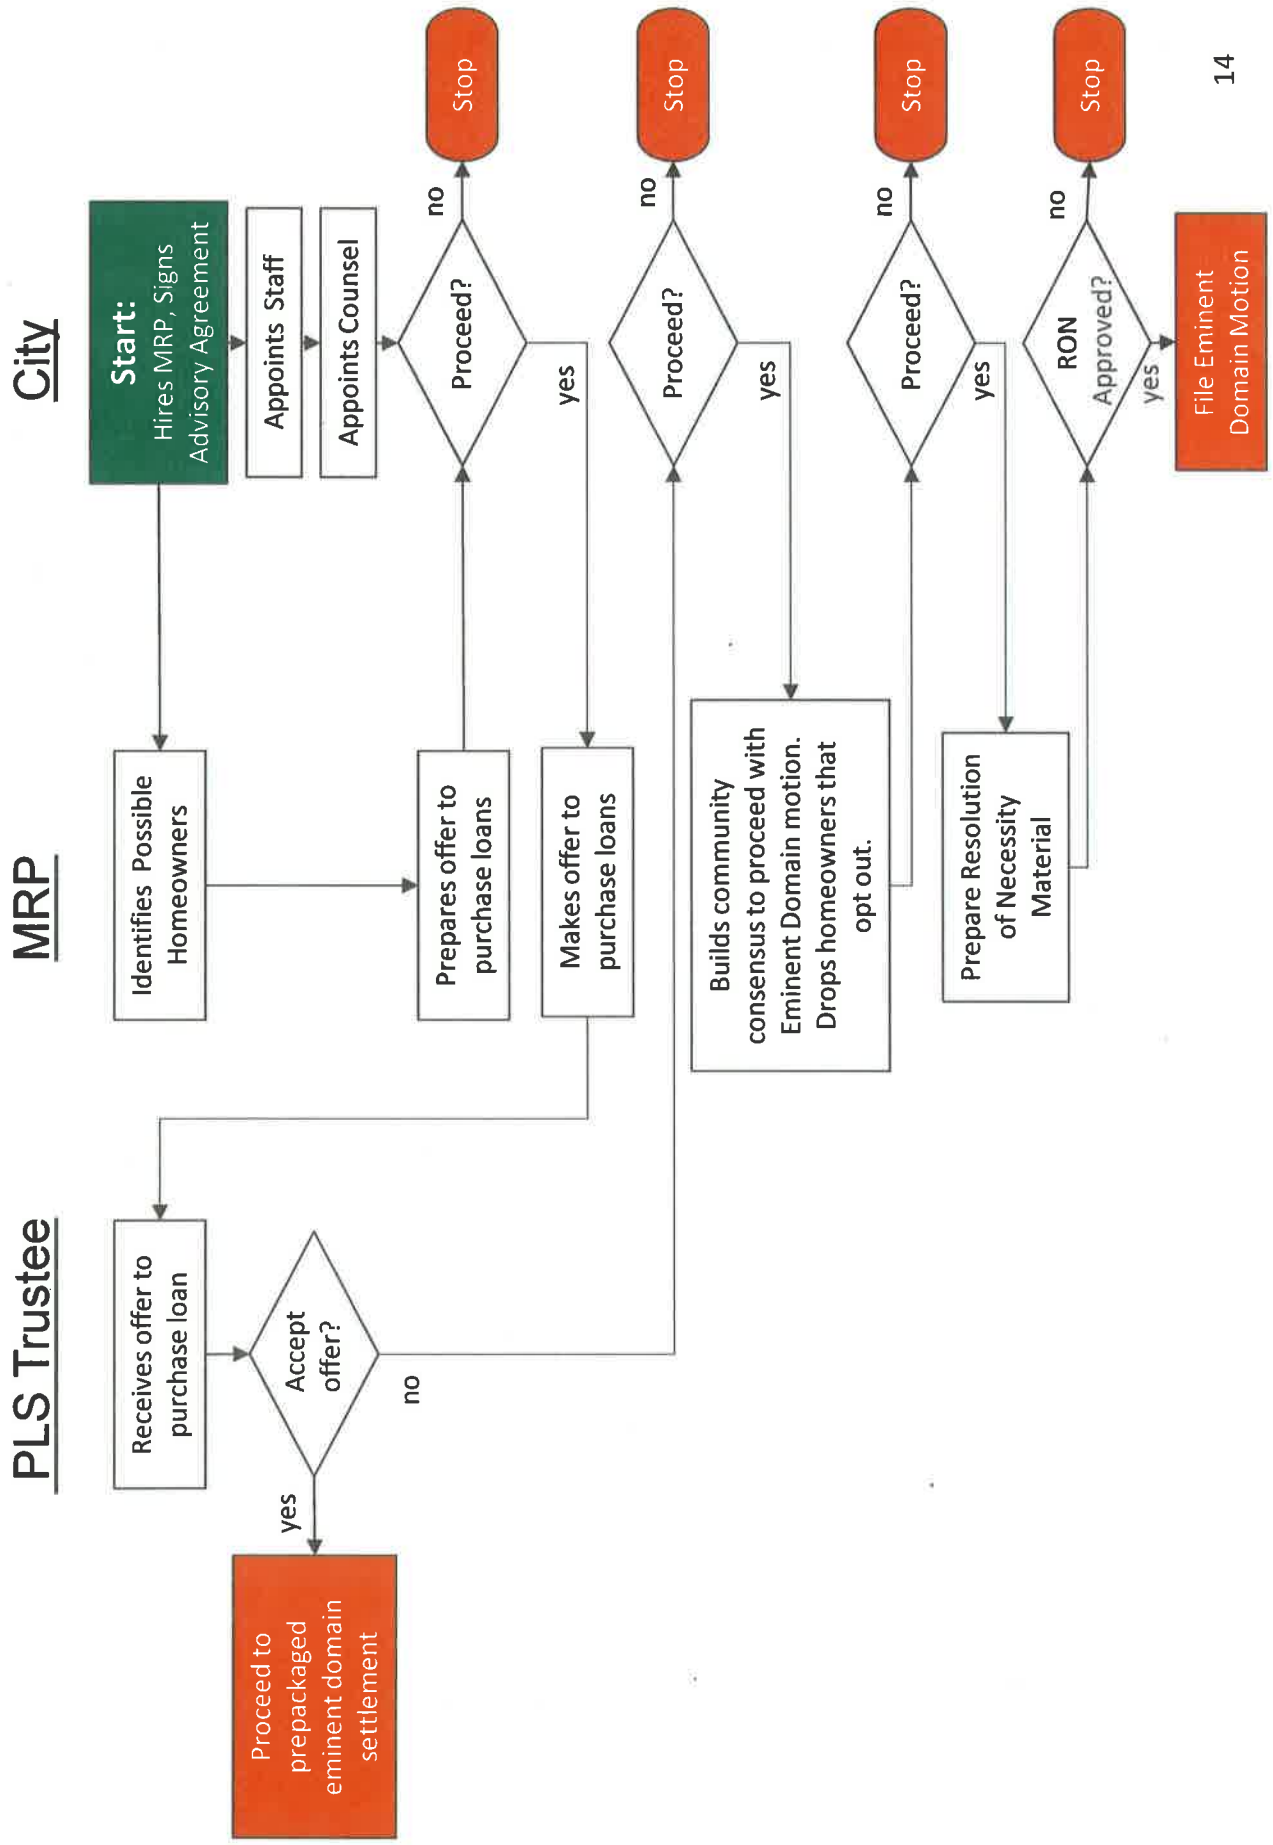 PLS Trustee
MRP
City
Receives offer to
purchase loan
Accept
offer?
yes
no
Proceed to
prepackaged
eminent domain
settlement
Identifies Possible
Homeowners
Prepares offer to
purchase loans
Makes offer to
purchase loans
Builds community
consensus to proceed with
Eminent Domain motion.
Drops homeowners that
opt out.
Prepare Resolution
of Necessity
Material
Start:
Hires MRP, Signs
Advisory Agreement
Appoints Staff
Appoints Counsel
Proceed?
no
Stop
yes
Proceed?
no
Stop
yes
Proceed?
no
Stop
yes
RON
Approved?
no
Stop
yes
File Eminent
Domain Motion
14